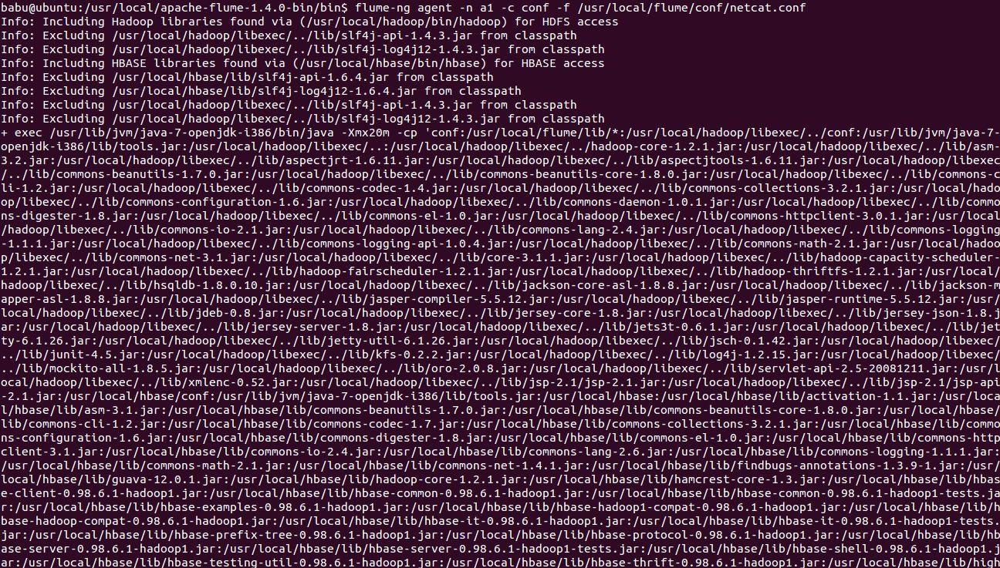 babu@ubuntu:/usr/local/apache-flume-1.4.0-bin/bin$ flume-ng agent -n a1 -c conf -f /usr/local/flume/conf/netcat.conf
Info: Including Hadoop libraries found via (/usr/local/hadoop/bin/hadoop) for HDFS access
Info: Excluding /usr/local/hadoop/libexec/../lib/slf4j-api-1.4.3.jar from classpath
Info: Excluding /usr/local/hadoop/libexec/../lib/slf4j-log4j12-1.4.3.jar from classpath
Info: Including HBASE libraries found via (/usr/local/hbase/bin/hbase) for HBASE access
Info: Excluding /usr/local/hbase/lib/slf4j-api-1.6.4.jar from classpath
Info: Excluding /usr/local/hbase/lib/slf4j-log4j12-1.6.4.jar from classpath
Info: Excluding /usr/local/hadoop/libexec/../lib/slf4j-api-1.4.3.jar from classpath
Info: Excluding /usr/local/hadoop/libexec/../lib/slf4j-log4j12-1.4.3.jar from classpath
+ exec /usr/lib/jvm/java-7-openjdk-i386/bin/java -Xmx20m -cp 'conf:/usr/local/flume/lib/*:/usr/local/hadoop/libexec/../conf:/usr/lib/jvm/java-7-
openjdk-i386/lib/tools.jar:/usr/local/hadoop/libexec/..:/usr/local/hadoop/libexec/../hadoop-core-1.2.1.jar:/usr/local/hadoop/libexec/../lib/asm-
3.2.jar:/usr/local/hadoop/libexec/../lib/aspectjrt-1.6.11.jar:/usr/local/hadoop/libexec/../lib/aspectjtools-1.6.11.jar:/usr/local/hadoop/libexec
/../lib/commons-beanutils-1.7.0.jar:/usr/local/hadoop/libexec/../lib/commons-beanutils-core-1.8.0.jar:/usr/local/hadoop/libexec/../lib/commons-c
li-1.2.jar:/usr/local/hadoop/libexec/../lib/commons-codec-1.4.jar:/usr/local/hadoop/libexec/../lib/commons-collections-3.2.1.jar:/usr/local/hado
op/libexec/../lib/commons-configuration-1.6.jar:/usr/local/hadoop/libexec/../lib/commons-daemon-1.0.1.jar:/usr/local/hadoop/libexec/../lib/commo
ns-digester-1.8.jar:/usr/local/hadoop/libexec/../lib/commons-el-1.0.jar:/usr/local/hadoop/libexec/../lib/commons-httpclient-3.0.1.jar:/usr/local
/hadoop/libexec/../lib/commons-io-2.1.jar:/usr/local/hadoop/libexec/../lib/commons-lang-2.4.jar:/usr/local/hadoop/libexec/../lib/commons-logging
-1.1.1.jar:/usr/local/hadoop/libexec/../lib/commons-logging-api-1.0.4.jar:/usr/local/hadoop/libexec/../lib/commons-math-2.1.jar:/usr/local/hadoo
p/libexec/../lib/commons-net-3.1.jar:/usr/local/hadoop/libexec/../lib/core-3.1.1.jar:/usr/local/hadoop/libexec/../lib/hadoop-capacity-scheduler-
1.2.1.jar:/usr/local/hadoop/libexec/../lib/hadoop-fairscheduler-1.2.1.jar:/usr/local/hadoop/libexec/../lib/hadoop-thriftfs-1.2.1.jar:/usr/local/
hadoop/libexec/../lib/hsqldb-1.8.0.10.jar:/usr/local/hadoop/libexec/../lib/jackson-core-asl-1.8.8.jar:/usr/local/hadoop/libexec/../lib/jackson-m
apper-asl-1.8.8.jar:/usr/local/hadoop/libexec/../lib/jasper-compiler-5.5.12.jar:/usr/local/hadoop/libexec/../lib/jasper-runtime-5.5.12.jar:/usr/
local/hadoop/libexec/../lib/jdeb-0.8.jar:/usr/local/hadoop/libexec/../lib/jersey-core-1.8.jar:/usr/local/hadoop/libexec/../lib/jersey-json-1.8.j
ar:/usr/local/hadoop/libexec/../lib/jersey-server-1.8.jar:/usr/local/hadoop/libexec/../lib/jets3t-0.6.1.jar:/usr/local/hadoop/libexec/../lib/jet
ty-6.1.26.jar:/usr/local/hadoop/libexec/../lib/jetty-util-6.1.26.jar:/usr/local/hadoop/libexec/../lib/jsch-0.1.42.jar:/usr/local/hadoop/libexec/
../lib/junit-4.5.jar:/usr/local/hadoop/libexec/../lib/kfs-0.2.2.jar:/usr/local/hadoop/libexec/../lib/log4j-1.2.15.jar:/usr/local/hadoop/libexec/
../lib/mockito-all-1.8.5.jar:/usr/local/hadoop/libexec/../lib/oro-2.0.8.jar:/usr/local/hadoop/libexec/../lib/servlet-api-2.5-20081211.jar:/usr/l
ocal/hadoop/libexec/../lib/xmlenc-0.52.jar:/usr/local/hadoop/libexec/../lib/jsp-2.1/jsp-2.1.jar:/usr/local/hadoop/libexec/../lib/jsp-2.1/jsp-api
-2.1.jar:/usr/local/hbase/conf:/usr/lib/jvm/java-7-openjdk-i386/lib/tools.jar:/usr/local/hbase:/usr/local/hbase/lib/activation-1.1.jar:/usr/loca
l/hbase/lib/asm-3.1.jar:/usr/local/hbase/lib/commons-beanutils-1.7.0.jar:/usr/local/hbase/lib/commons-beanutils-core-1.8.0.jar:/usr/local/hbase/
lib/commons-cli-1.2.jar:/usr/local/hbase/lib/commons-codec-1.7.jar:/usr/local/hbase/lib/commons-collections-3.2.1.jar:/usr/local/hbase/lib/commo
ns-configuration-1.6.jar:/usr/local/hbase/lib/commons-digester-1.8.jar:/usr/local/hbase/lib/commons-el-1.0.jar:/usr/local/hbase/lib/commons-http
client-3.1.jar:/usr/local/hbase/lib/commons-io-2.4.jar:/usr/local/hbase/lib/commons-lang-2.6.jar:/usr/local/hbase/lib/commons-logging-1.1.1.jar:
/usr/local/hbase/lib/commons-math-2.1.jar:/usr/local/hbase/lib/commons-net-1.4.1.jar:/usr/local/hbase/lib/findbugs-annotations-1.3.9-1.jar:/usr/
local/hbase/lib/guava-12.0.1.jar:/usr/local/hbase/lib/hadoop-core-1.2.1.jar:/usr/local/hbase/lib/hamcrest-core-1.3.jar:/usr/local/hbase/lib/hbas
e-client-0.98.6.1-hadoop1.jar:/usr/local/hbase/lib/hbase-common-0.98.6.1-hadoop1.jar:/usr/local/hbase/lib/hbase-common-0.98.6.1-hadoop1-tests.ja
r:/usr/local/hbase/lib/hbase-examples-0.98.6.1-hadoop1.jar:/usr/local/hbase/lib/hbase-hadoop1-compat-0.98.6.1-hadoop1.jar:/usr/local/hbase/lib/h
base-hadoop-compat-0.98.6.1-hadoop1.jar:/usr/local/hbase/lib/hbase-it-0.98.6.1-hadoop1.jar:/usr/local/hbase/lib/hbase-it-0.98.6.1-hadoop1-tests.
jar:/usr/local/hbase/lib/hbase-prefix-tree-0.98.6.1-hadoop1.jar:/usr/local/hbase/lib/hbase-protocol-0.98.6.1-hadoop1.jar:/usr/local/hbase/lib/hb
ase-server-0.98.6.1-hadoop1.jar:/usr/local/hbase/lib/hbase-server-0.98.6.1-hadoop1-tests.jar:/usr/local/hbase/lib/hbase-shell-0.98.6.1-hadoop1.j
ar:/usr/local/hbase/lib/hbase-testing-util-0.98.6.1-hadoop1.jar:/usr/local/hbase/lib/hbase-thrift-0.98.6.1-hadoop1.jar:/usr/local/hbase/lib/high